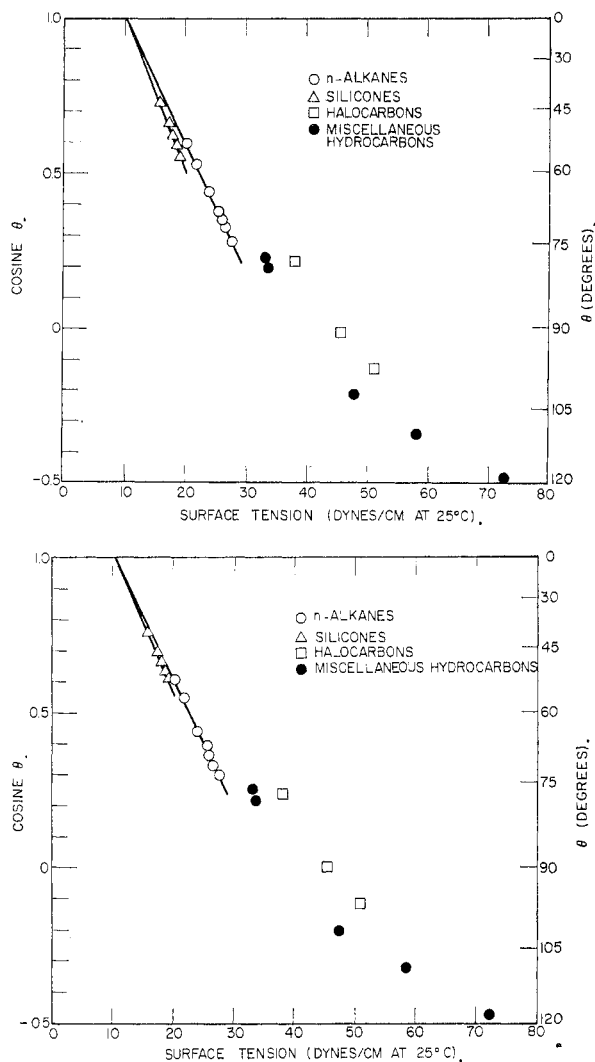 1.0
0.5
0
-0.5
COSINE θ.
○ n-ALKANES
△ SILICONES
□ HALOCARBONS
● MISCELLANEOUS
HYDROCARBONS
0
30
45
60
75
90
105
120
θ (DEGREES).
0 10 20 30 40 50 60 70 80
SURFACE TENSION (DYNES/CM AT 25°C).
1.0
0.5
0
-0.5
COSINE θ.
○ n-ALKANES
△ SILICONES
□ HALOCARBONS
● MISCELLANEOUS HYDROCARBONS
0
30
45
60
75
90
105
120
θ (DEGREES).
0 10 20 30 40 50 60 70 80
SURFACE TENSION (DYNES/CM AT 25°C).